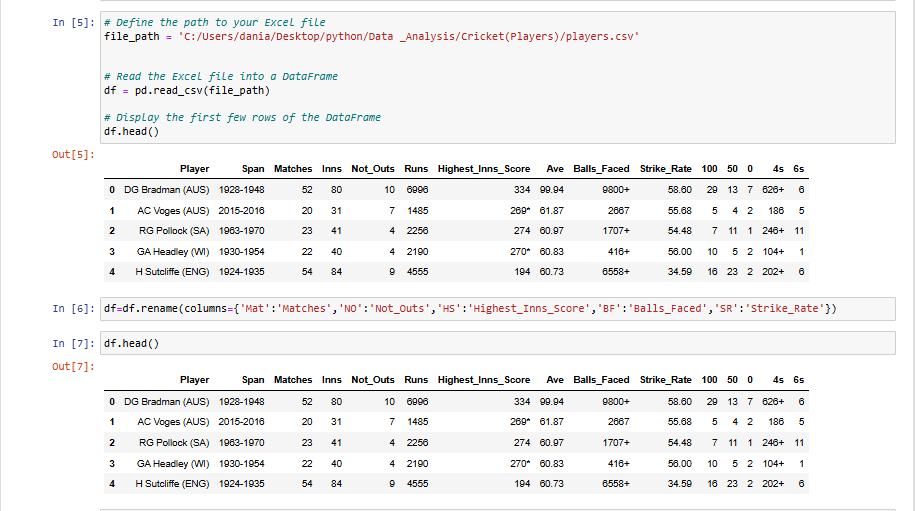 In [5]: # Define the path to your Excel file
file_path = 'C:/Users/dania/Desktop/python/Data _Analysis/Cricket(Players)/players.csv'
# Read the Excel file into a DataFrame
df = pd.read_csv(file_path)
# Display the first few rows of the DataFrame
df.head()
Out[5]:
Player Span Matches Inns Not_Outs Runs Highest_Inns_Score Ave Balls_Faced Strike_Rate 100 50 0 4s 6s
0 DG Bradman (AUS) 1928-1948 52 80 10 6996 334 99.94 9800+ 58.60 29 13 7 626+ 6
1 AC Voges (AUS) 2015-2016 20 31 7 1485 269* 61.87 2667 55.68 5 4 2 186 5
2 RG Pollock (SA) 1963-1970 23 41 4 2256 274 60.97 1707+ 54.48 7 11 1 246+ 11
3 GA Headley (WI) 1930-1954 22 40 4 2190 270* 60.83 416+ 56.00 10 5 2 104+ 1
4 H Sutcliffe (ENG) 1924-1935 54 84 9 4555 194 60.73 6558+ 34.59 16 23 2 202+ 6
In [6]: df=df.rename(columns={'Mat':'Matches','NO':'Not_Outs','HS':'Highest_Inns_Score','BF':'Balls_Faced','SR':'Strike_Rate'})
In [7]: df.head()
Out[7]:
Player Span Matches Inns Not_Outs Runs Highest_Inns_Score Ave Balls_Faced Strike_Rate 100 50 0 4s 6s
0 DG Bradman (AUS) 1928-1948 52 80 10 6996 334 99.94 9800+ 58.60 29 13 7 626+ 6
1 AC Voges (AUS) 2015-2016 20 31 7 1485 269* 61.87 2667 55.68 5 4 2 186 5
2 RG Pollock (SA) 1963-1970 23 41 4 2256 274 60.97 1707+ 54.48 7 11 1 246+ 11
3 GA Headley (WI) 1930-1954 22 40 4 2190 270* 60.83 416+ 56.00 10 5 2 104+ 1
4 H Sutcliffe (ENG) 1924-1935 54 84 9 4555 194 60.73 6558+ 34.59 16 23 2 202+ 6